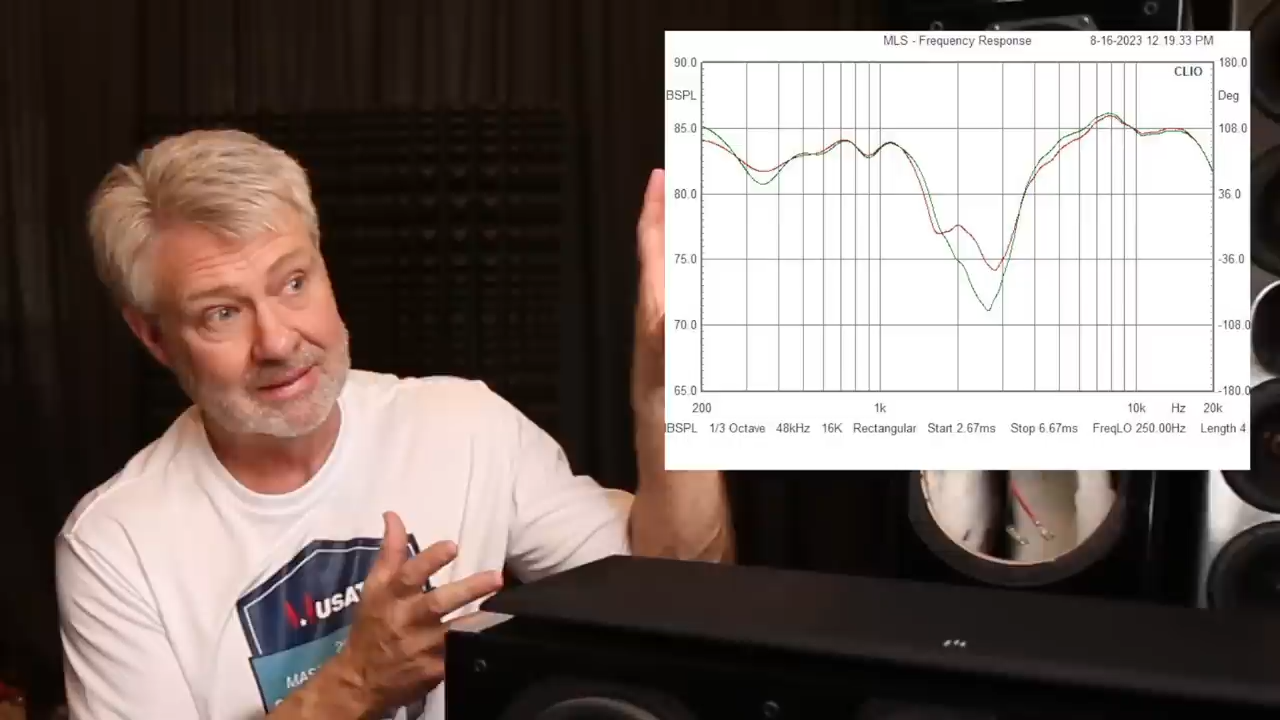 MLS - Frequency Response 8-16-2023 12.19.33 PM
90.0 180.0
CLIO
BSPL Deg
85.0 108.0
80.0 36.0
75.0 -36.0
70.0 -108.0
65.0 -180.0
200 1k 10k Hz 20k
BSPL 1/3 Octave 48kHz 16K Rectangular Start 2.67ms Stop 6.67ms FreqLO 250.00Hz Length 4
USAT
MAS